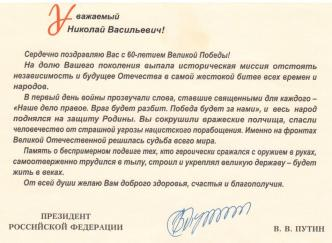 Уважаемый
Николай Васильевич!
Сердечно поздравляю Вас с 60-летием Великой Победы!
На долю Вашего поколения выпала историческая миссия отстоять
независимость и будущее Отечества в самой жестокой битве всех времен и
народов.
В первый день войны прозвучали слова, ставшие священными для каждого –
«Наше дело правое. Враг будет разбит. Победа будет за нами», и весь народ
поднялся на защиту Родины. Вы сокрушили вражеские полчища, спасли
человечество от страшной угрозы нацистского порабощения. Именно на фронтах
Великой Отечественной решилась судьба всего мира.
Память о бессмертном подвиге тех, кто героически сражался с оружием в руках,
самоотверженно трудился в тылу, строил и укреплял великую державу – будет
жить в веках.
От всей души желаю Вам доброго здоровья, счастья и благополучия.
ПРЕЗИДЕНТ
РОССИЙСКОЙ ФЕДЕРАЦИИ
В. В. ПУТИН